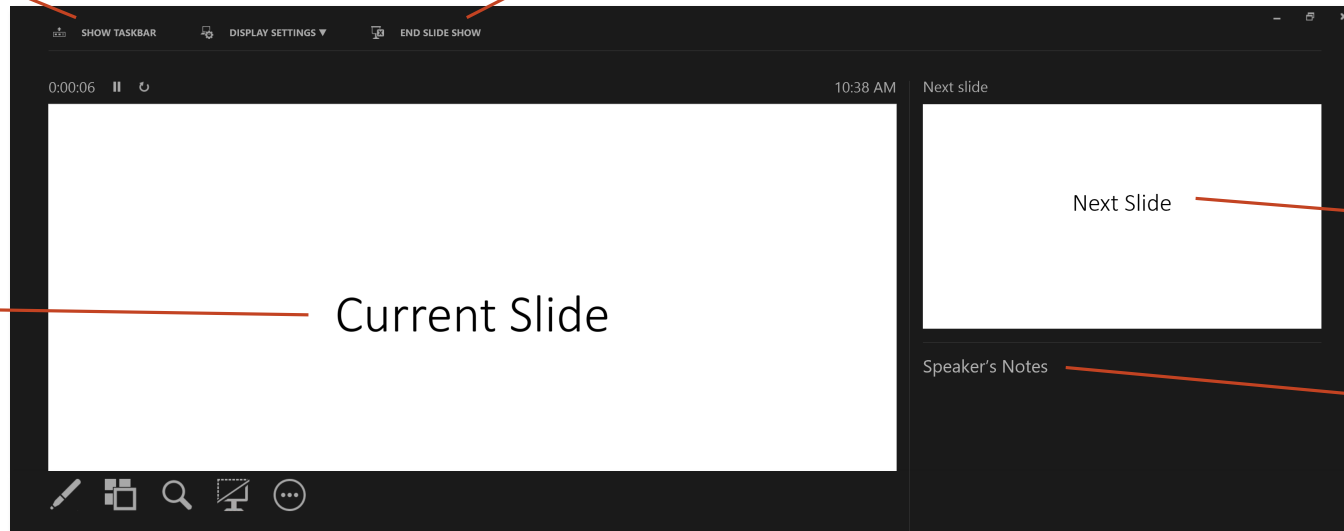 SHOW TASKBAR DISPLAY SETTINGS ▼ END SLIDE SHOW
0:00:06 10:38 AM Next slide
Next Slide
Current Slide
Speaker's Notes